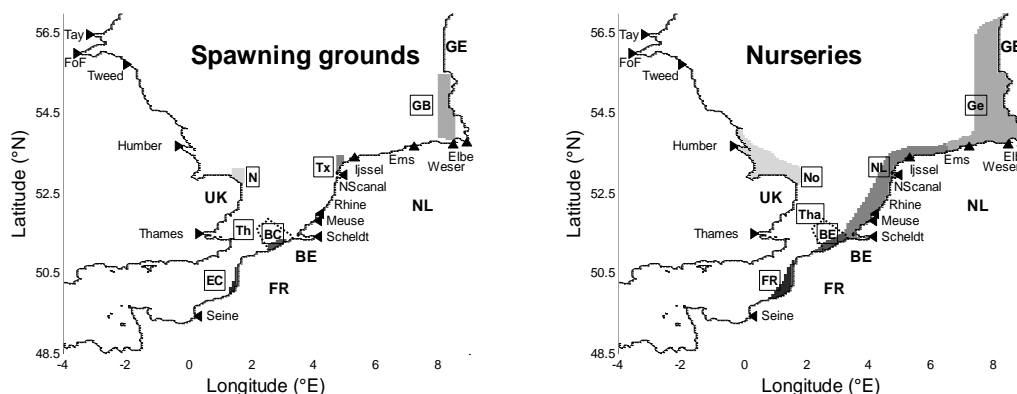 Spawning grounds
56.5
54.5
52.5
50.5
48.5
Latitude (°N)
-4 -2 0 2 4 6 8
Longitude (°E)
Tay
FoF
Tweed
GE
GB
Humber
Elbe
Weser
Ems
Tx
Ijssel
N
NScanal
UK
NL
Rhine
Meuse
Thames
Th
BC
Scheldt
BE
EC
FR
Seine
Nurseries
56.5
54.5
52.5
50.5
48.5
Latitude (°N)
-4 -2 0 2 4 6 8
Longitude (°E)
Tay
FoF
Tweed
GE
Ge
Humber
Elbe
Weser
Ems
NL
Ijssel
No
NScanal
UK
NL
Rhine
Tha
Meuse
Thames
BE
Scheldt
BE
FR
FR
Seine